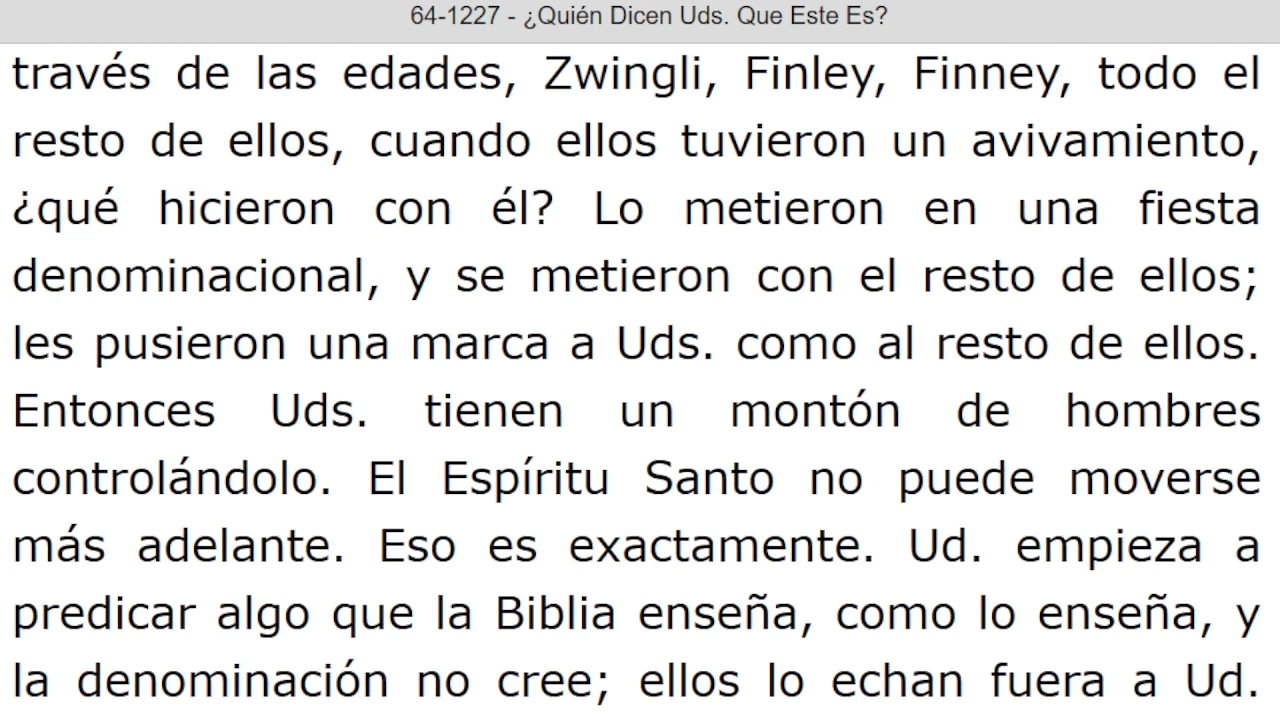 64-1227 - ¿Quién Dicen Uds. Que Este Es?
través de las edades, Zwingli, Finley, Finney, todo el
resto de ellos, cuando ellos tuvieron un avivamiento,
¿qué hicieron con él? Lo metieron en una fiesta
denominacional, y se metieron con el resto de ellos;
les pusieron una marca a Uds. como al resto de ellos.
Entonces Uds. tienen un montón de hombres
controlándolo. El Espíritu Santo no puede moverse
más adelante. Eso es exactamente. Ud. empieza a
predicar algo que la Biblia enseña, como lo enseña, y
la denominación no cree; ellos lo echan fuera a Ud.